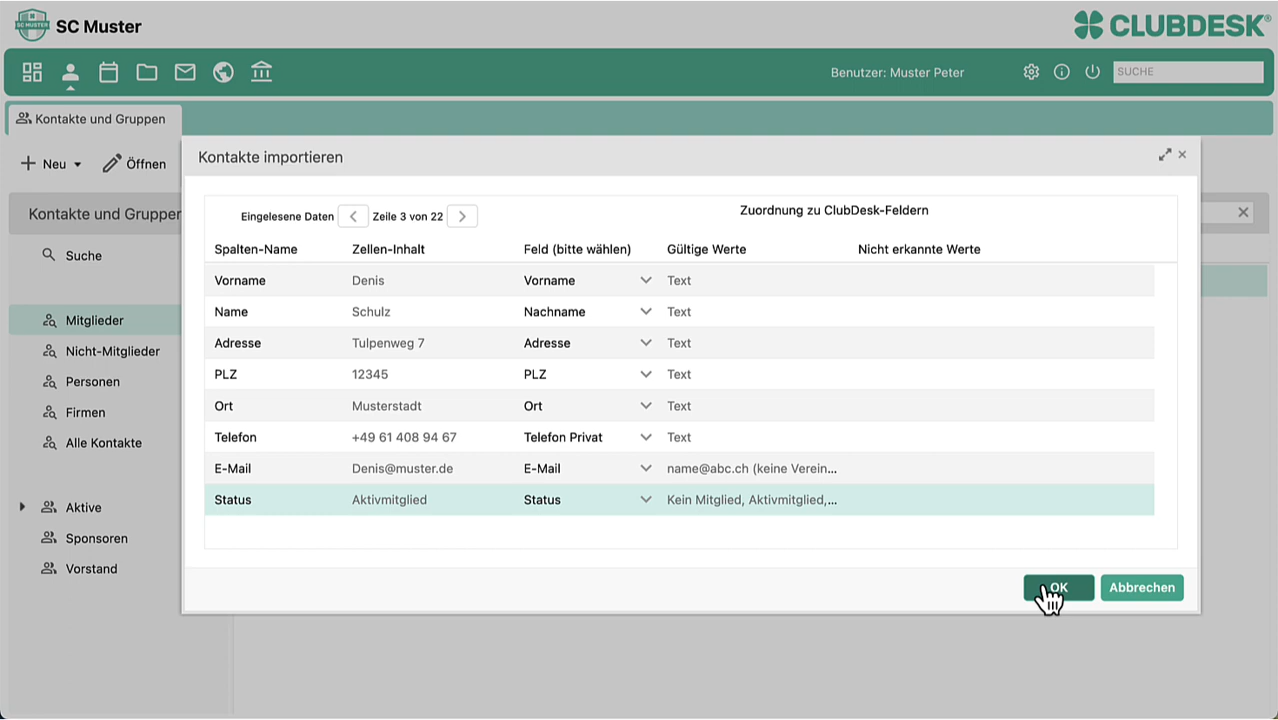 SC MUSTER
SC Muster
CLUBDESK®
Benutzer: Muster Peter
SUCHE
Kontakte und Gruppen
Neu
Öffnen
Kontakte importieren
Kontakte und Gruppen
Eingelesene Daten
Zeile 3 von 22
Zuordnung zu ClubDesk-Feldern
Spalten-Name Zellen-Inhalt Feld (bitte wählen) Gültige Werte Nicht erkannte Werte
Vorname Denis Vorname Text
Name Schulz Nachname Text
Adresse Tulpenweg 7 Adresse Text
PLZ 12345 PLZ Text
Ort Musterstadt Ort Text
Telefon +49 61 408 94 67 Telefon Privat Text
E-Mail Denis@muster.de E-Mail name@abc.ch (keine Verein...
Status Aktivmitglied Status Kein Mitglied, Aktivmitglied,...
OK
Abbrechen
Suche
Mitglieder
Nicht-Mitglieder
Personen
Firmen
Alle Kontakte
Aktive
Sponsoren
Vorstand